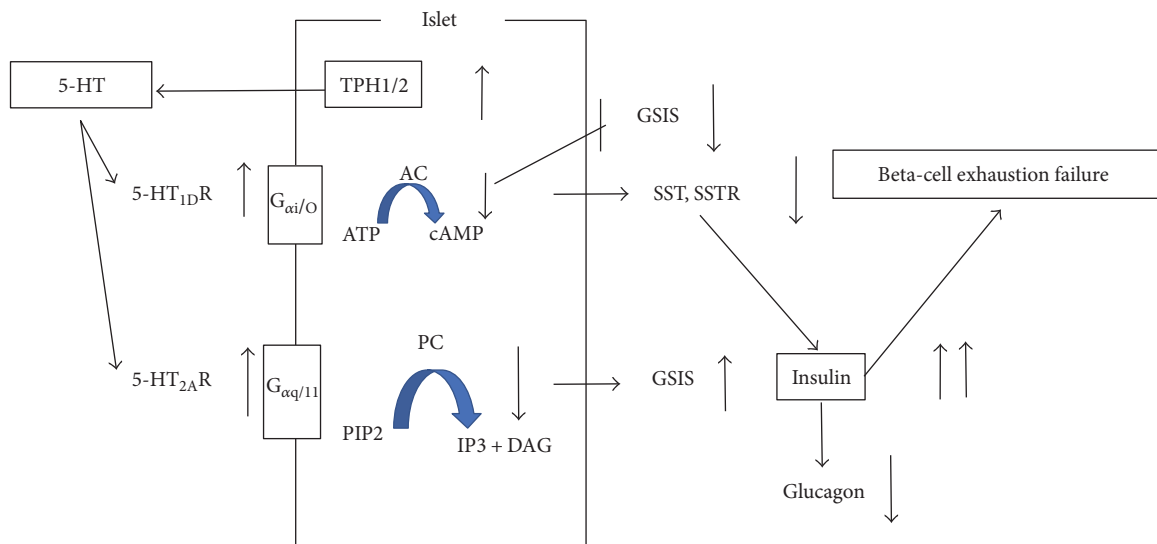 Islet
5-HT
TPH1/2
GSIS
5-HT1DR
Gαi/O
AC
ATP
cAMP
SST, SSTR
Beta-cell exhaustion failure
5-HT2AR
Gαq/11
PC
PIP2
IP3 + DAG
GSIS
Insulin
Glucagon